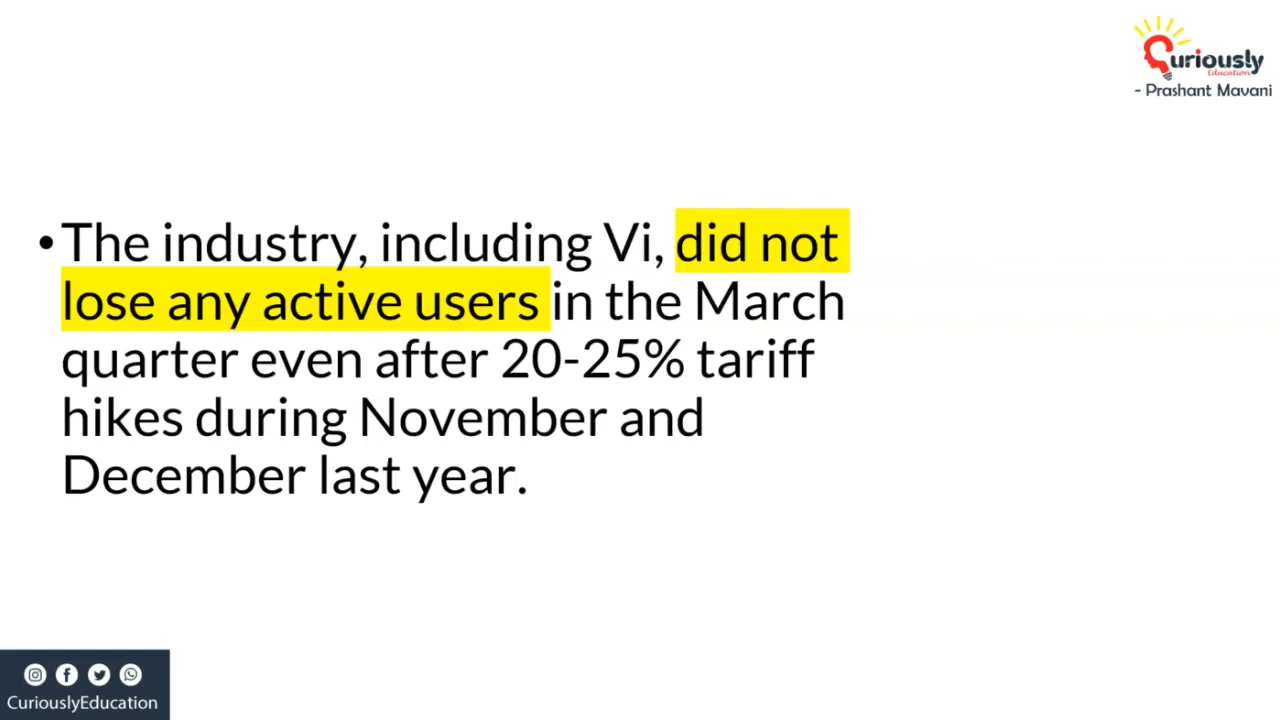 Curiously
Education
- Prashant Mavani
• The industry, including Vi, did not
lose any active users in the March
quarter even after 20-25% tariff
hikes during November and
December last year.
CuriouslyEducation